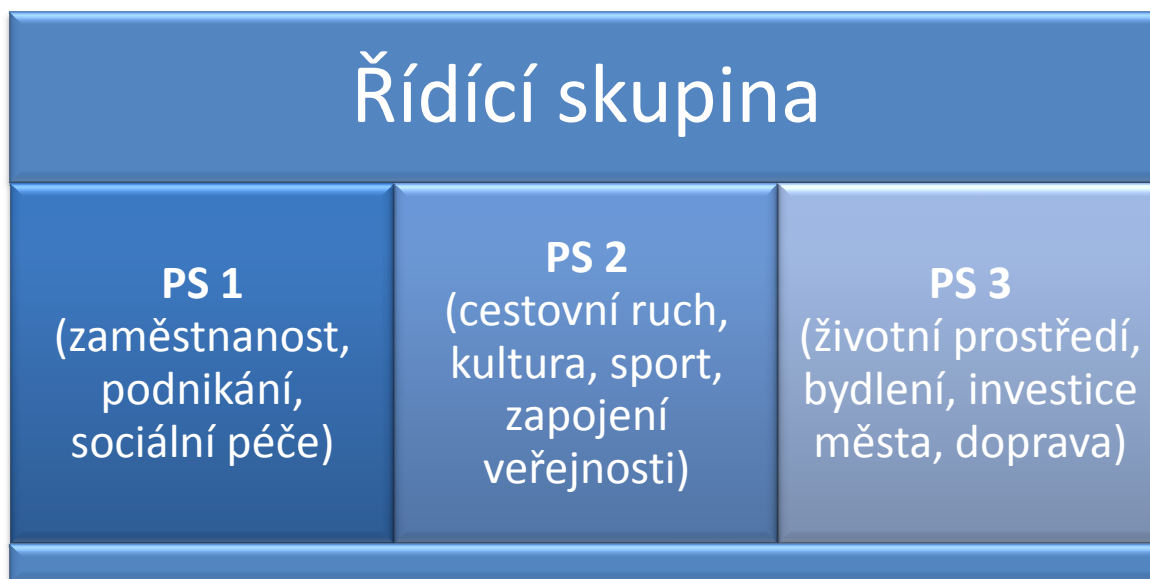 Řídící skupina
PS 1
(zaměstnanost,
podnikání,
sociální péče)
PS 2
(cestovní ruch,
kultura, sport,
zapojení
veřejnosti)
PS 3
(životní prostředí,
bydlení, investice
města, doprava)